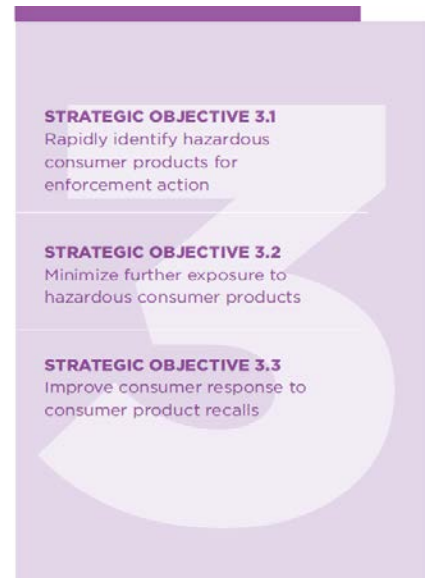 STRATEGIC OBJECTIVE 3.1
Rapidly identify hazardous
consumer products for
enforcement action
STRATEGIC OBJECTIVE 3.2
Minimize further exposure to
hazardous consumer products
STRATEGIC OBJECTIVE 3.3
Improve consumer response to
consumer product recalls
3